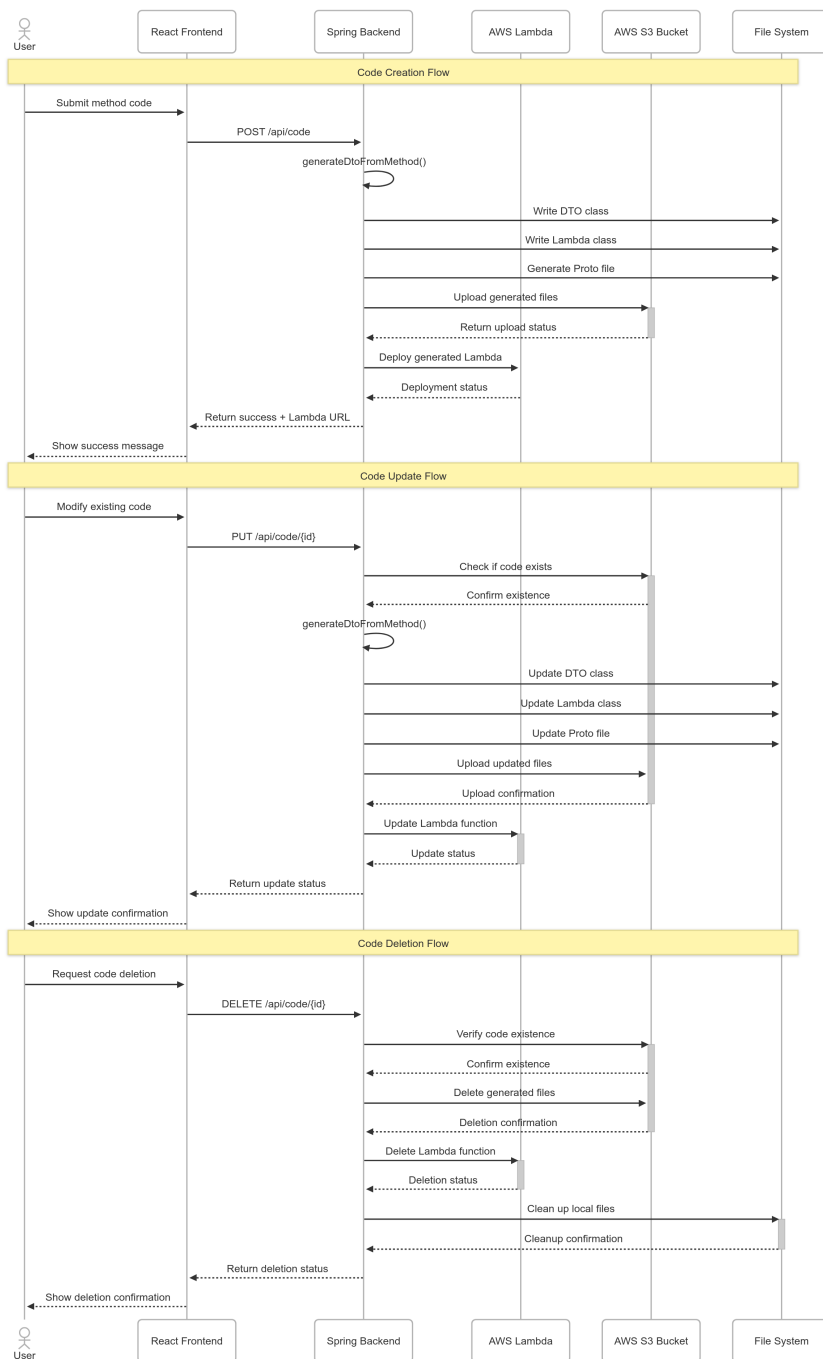 User
React Frontend
Spring Backend
AWS Lambda
AWS S3 Bucket
File System
Code Creation Flow
Submit method code
POST /api/code
generateDtoFromMethod()
Write DTO class
Write Lambda class
Generate Proto file
Upload generated files
Return upload status
Deploy generated Lambda
Deployment status
Return success + Lambda URL
Show success message
Code Update Flow
Modify existing code
PUT /api/code/{id}
Check if code exists
Confirm existence
generateDtoFromMethod()
Update DTO class
Update Lambda class
Update Proto file
Upload updated files
Upload confirmation
Update Lambda function
Update status
Return update status
Show update confirmation
Code Deletion Flow
Request code deletion
DELETE /api/code/{id}
Verify code existence
Confirm existence
Delete generated files
Deletion confirmation
Delete Lambda function
Deletion status
Clean up local files
Cleanup confirmation
Return deletion status
Show deletion confirmation
User
React Frontend
Spring Backend
AWS Lambda
AWS S3 Bucket
File System